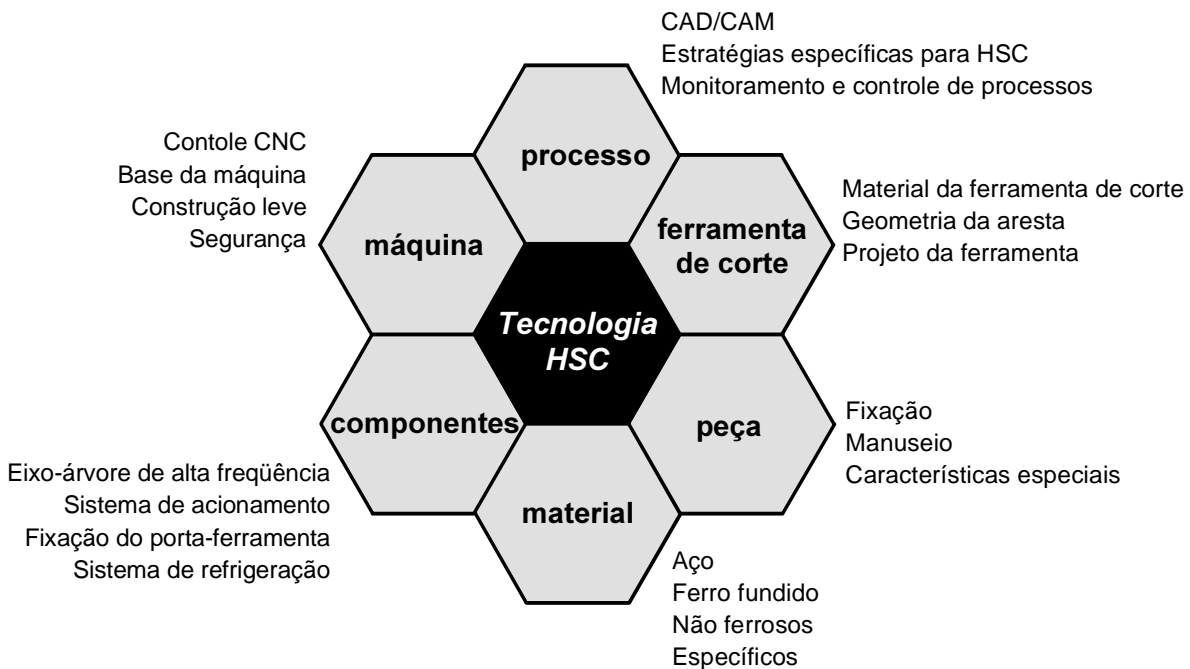 CAD/CAM
Estratégias específicas para HSC
Monitoramento e controle de processos
processo
Contole CNC
Base da máquina
Construção leve
Segurança
máquina
ferramenta
de corte
Material da ferramenta de corte
Geometria da aresta
Projeto da ferramenta
Tecnologia
HSC
componentes
Eixo-árvore de alta freqüência
Sistema de acionamento
Fixação do porta-ferramenta
Sistema de refrigeração
peça
Fixação
Manuseio
Características especiais
material
Aço
Ferro fundido
Não ferrosos
Específicos